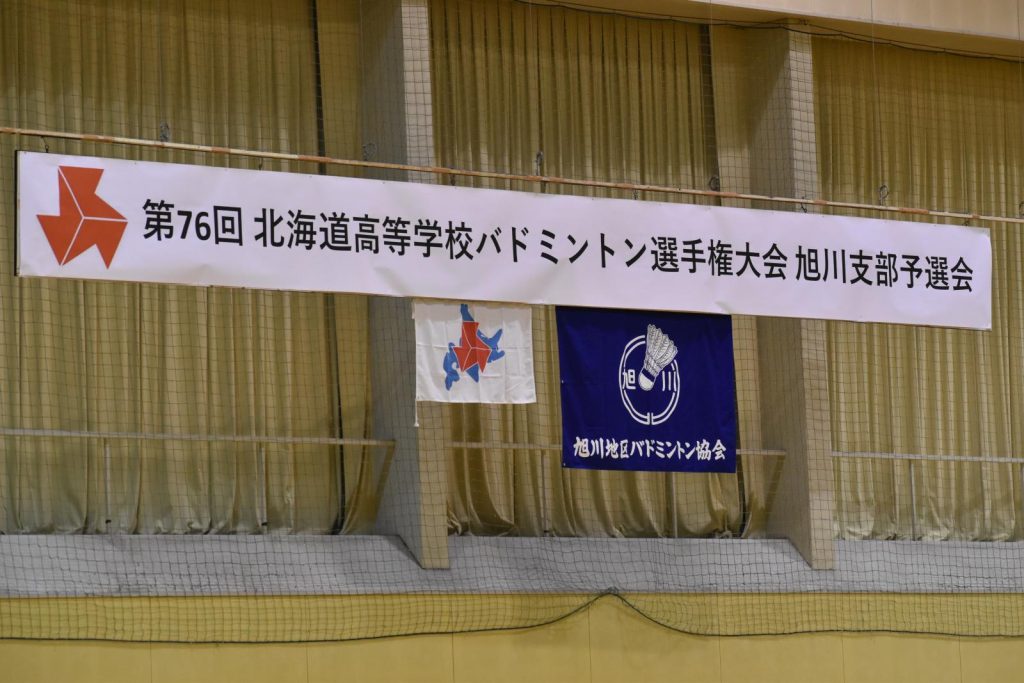 第76回 北海道高等学校バドミントン選手権大会 旭川支部予選会
旭 川
旭川地区バドミントン協会